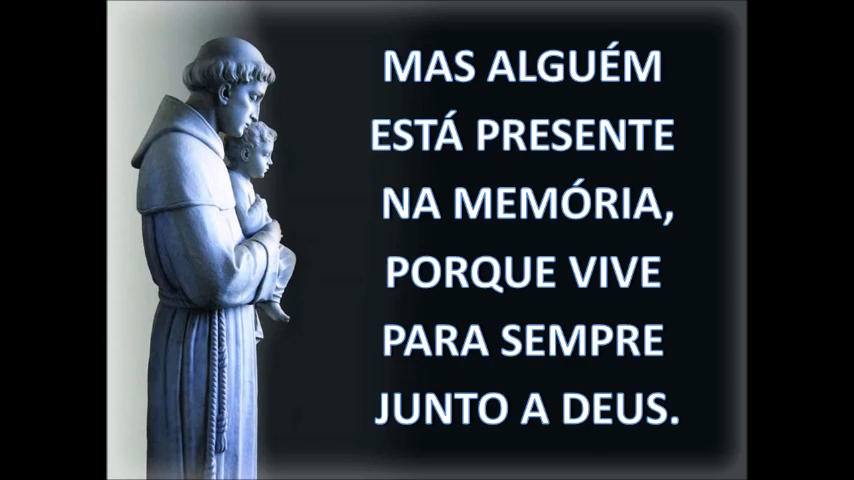 MAS ALGUÉM
ESTÁ PRESENTE
NA MEMÓRIA,
PORQUE VIVE
PARA SEMPRE
JUNTO A DEUS.